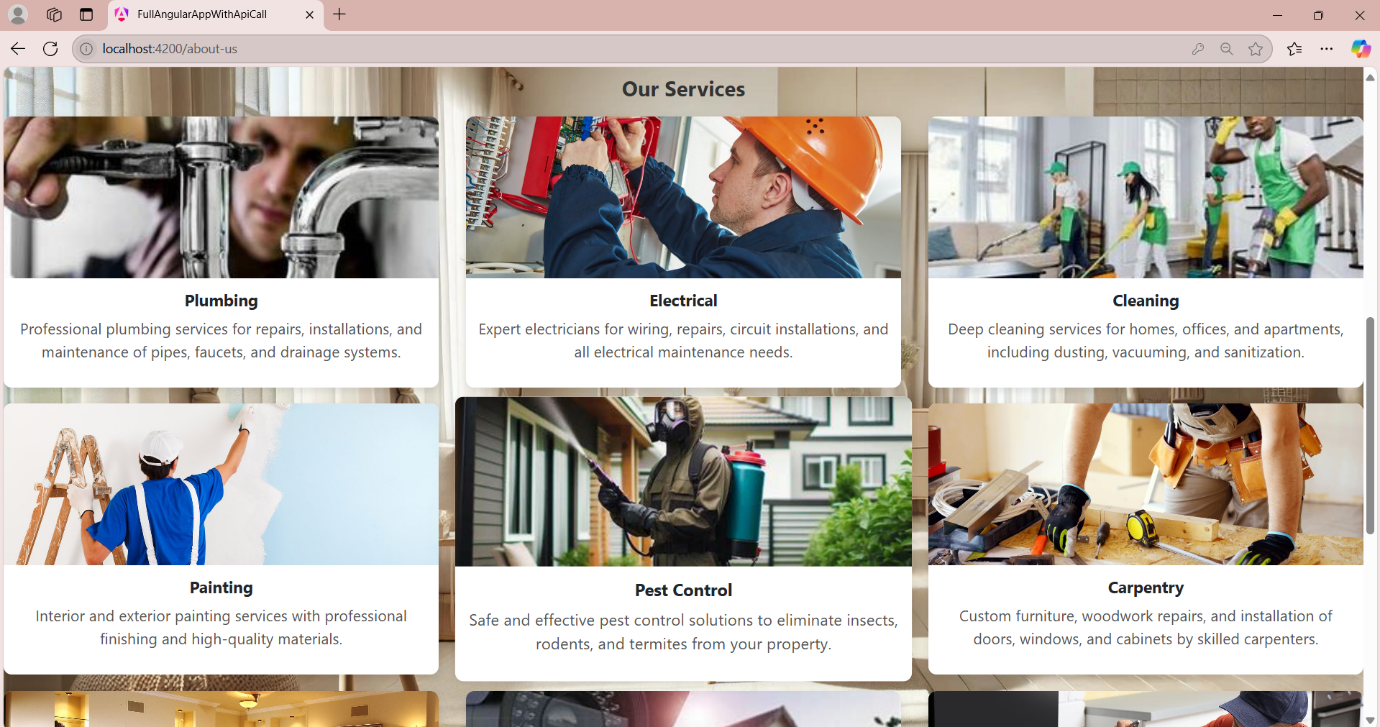 FullAngularAppWithApiCall
localhost:4200/about-us
Our Services
Plumbing
Professional plumbing services for repairs, installations, and
maintenance of pipes, faucets, and drainage systems.
Electrical
Expert electricians for wiring, repairs, circuit installations, and
all electrical maintenance needs.
Cleaning
Deep cleaning services for homes, offices, and apartments,
including dusting, vacuuming, and sanitization.
Painting
Interior and exterior painting services with professional
finishing and high-quality materials.
Pest Control
Safe and effective pest control solutions to eliminate insects,
rodents, and termites from your property.
Carpentry
Custom furniture, woodwork repairs, and installation of
doors, windows, and cabinets by skilled carpenters.